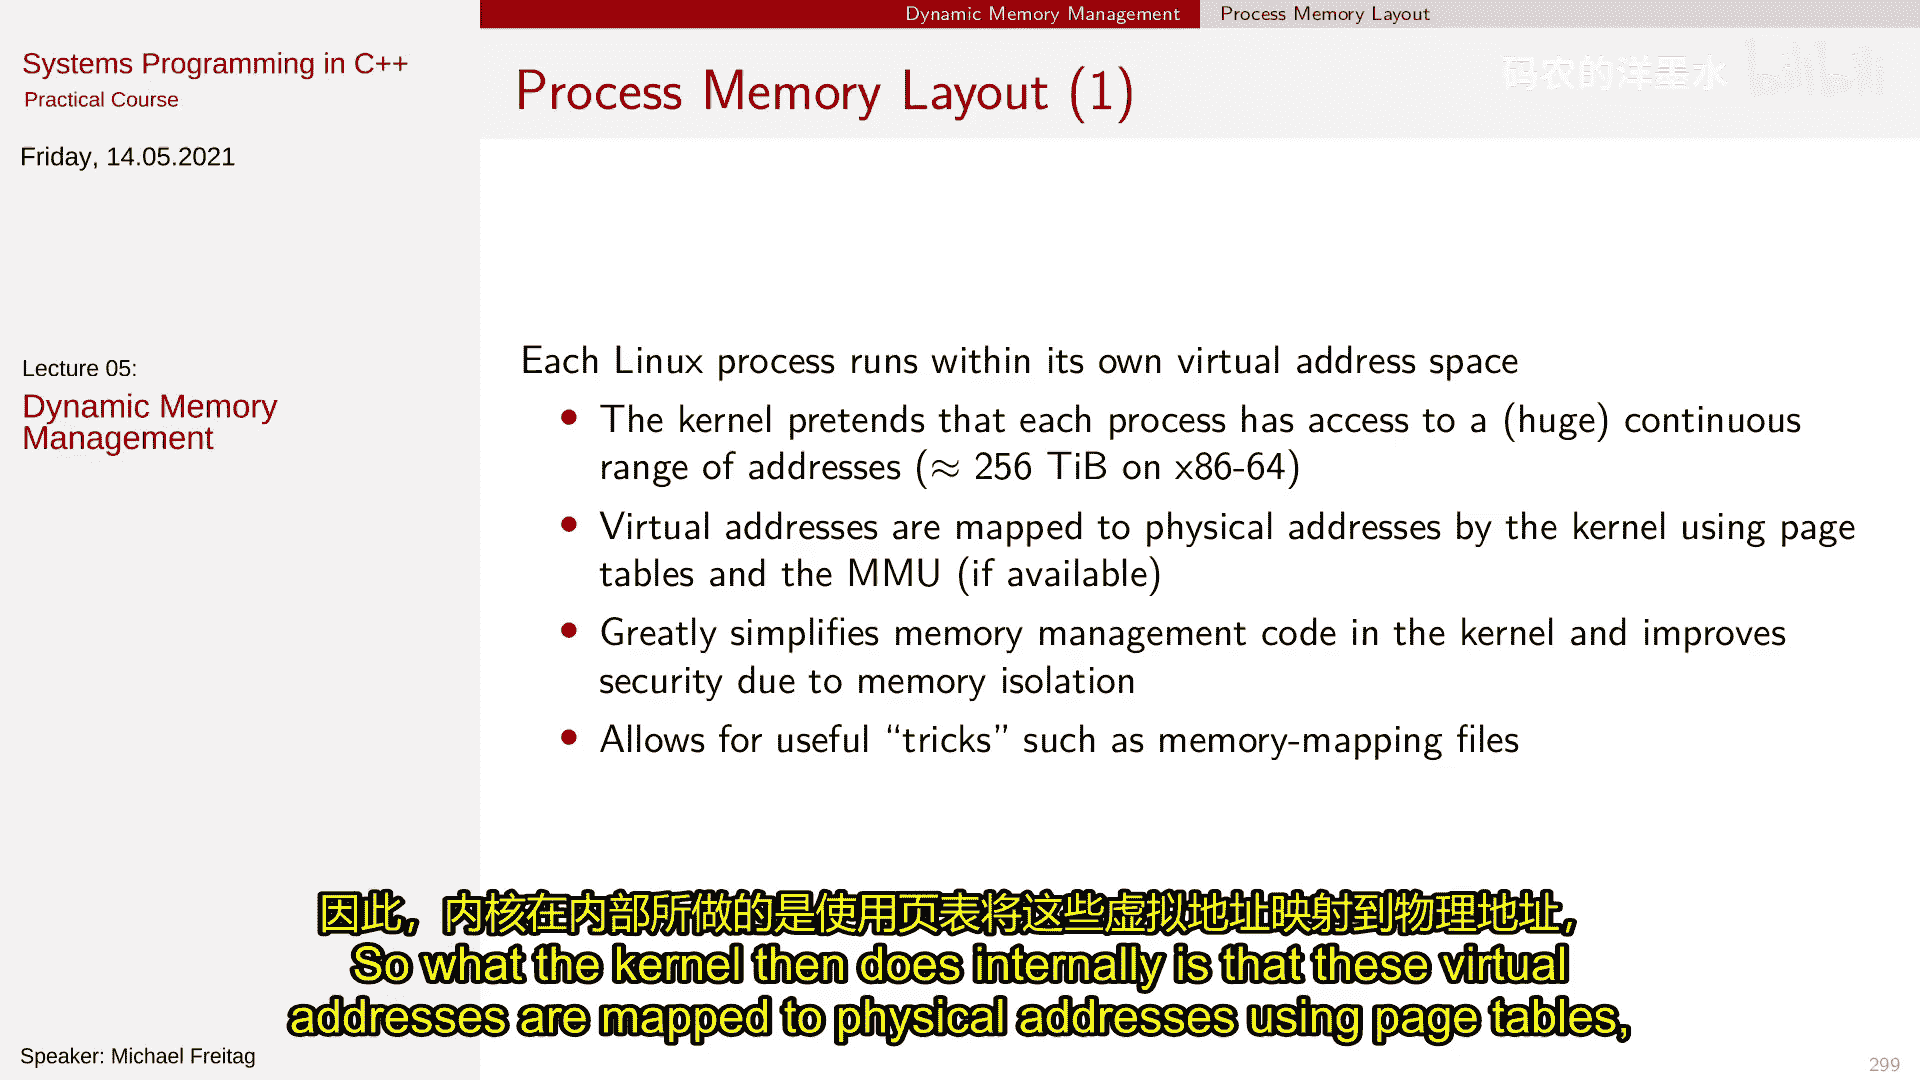 Dynamic Memory Management
Process Memory Layout
Systems Programming in C++
Practical Course
Friday, 14.05.2021
Process Memory Layout (1)
码农的洋墨水
bilibili
Lecture 05:
Dynamic Memory
Management
Each Linux process runs within its own virtual address space
• The kernel pretends that each process has access to a (huge) continuous
range of addresses (≈ 256 TiB on x86-64)
• Virtual addresses are mapped to physical addresses by the kernel using page
tables and the MMU (if available)
• Greatly simplifies memory management code in the kernel and improves
security due to memory isolation
• Allows for useful “tricks” such as memory-mapping files
因此，内核在内部所做的是使用页表将这些虚拟地址映射到物理地址，
So what the kernel then does internally is that these virtual
addresses are mapped to physical addresses using page tables,
Speaker: Michael Freitag
299